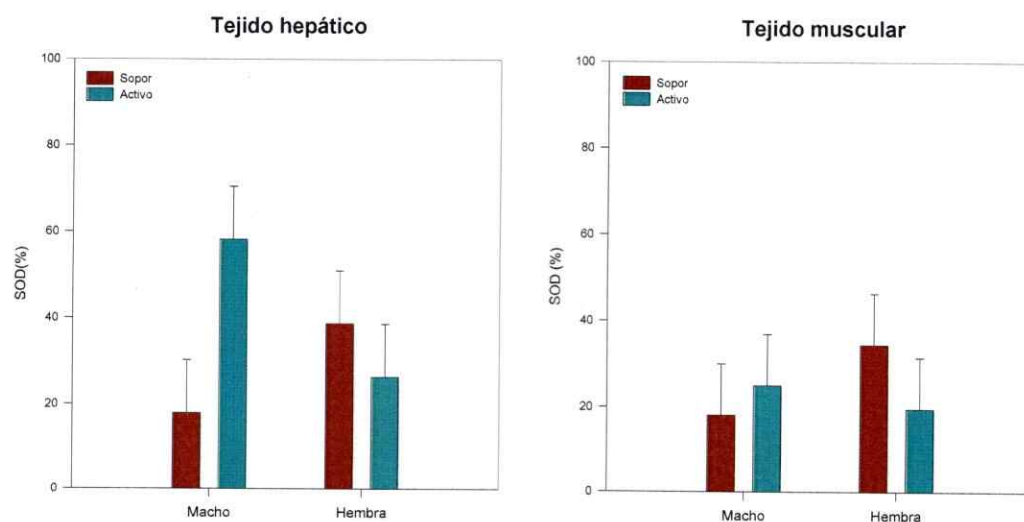 Tejido hepático
100
80
60
40
20
0
SOD(%)
Sopor
Activo
Macho
Hembra
Tejido muscular
100
80
60
40
20
0
SOD (%)
Sopor
Activo
Macho
Hembra